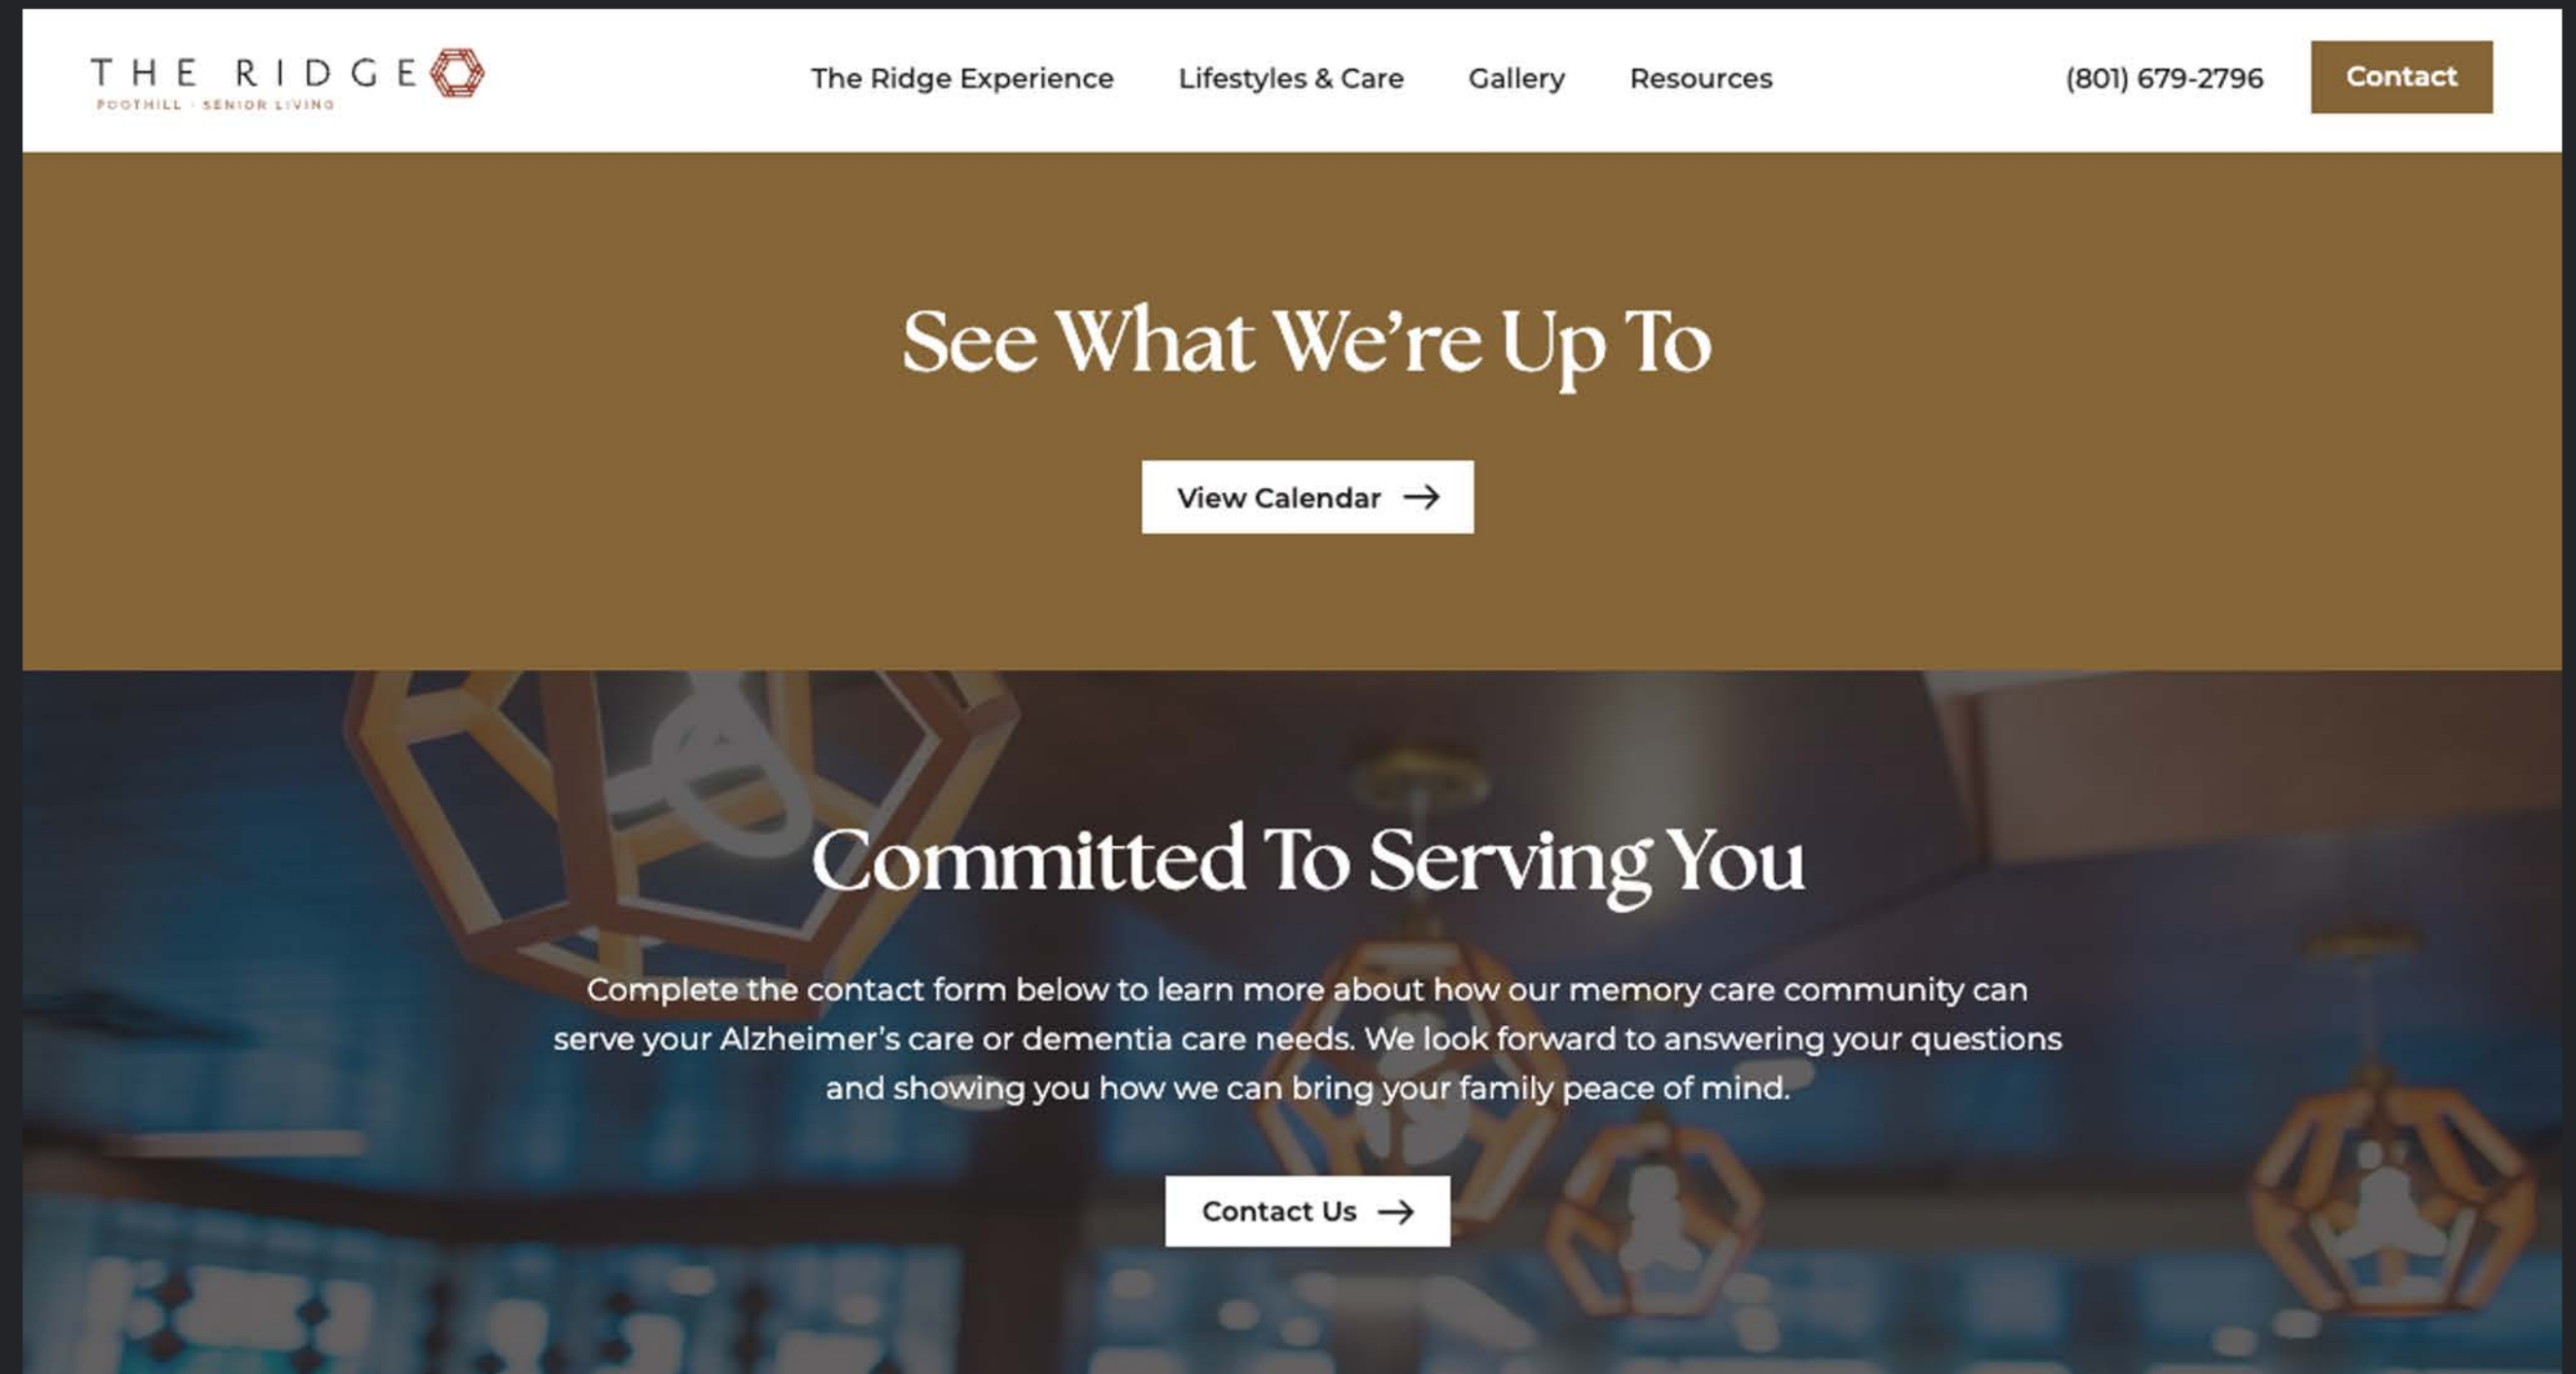 THE RIDGE
FOOTHILL · SENIOR LIVING
The Ridge Experience
Lifestyles & Care
Gallery
Resources
(801) 679-2796
Contact
See What We’re Up To
View Calendar →
Committed To Serving You
Complete the contact form below to learn more about how our memory care community can
serve your Alzheimer’s care or dementia care needs. We look forward to answering your questions
and showing you how we can bring your family peace of mind.
Contact Us →